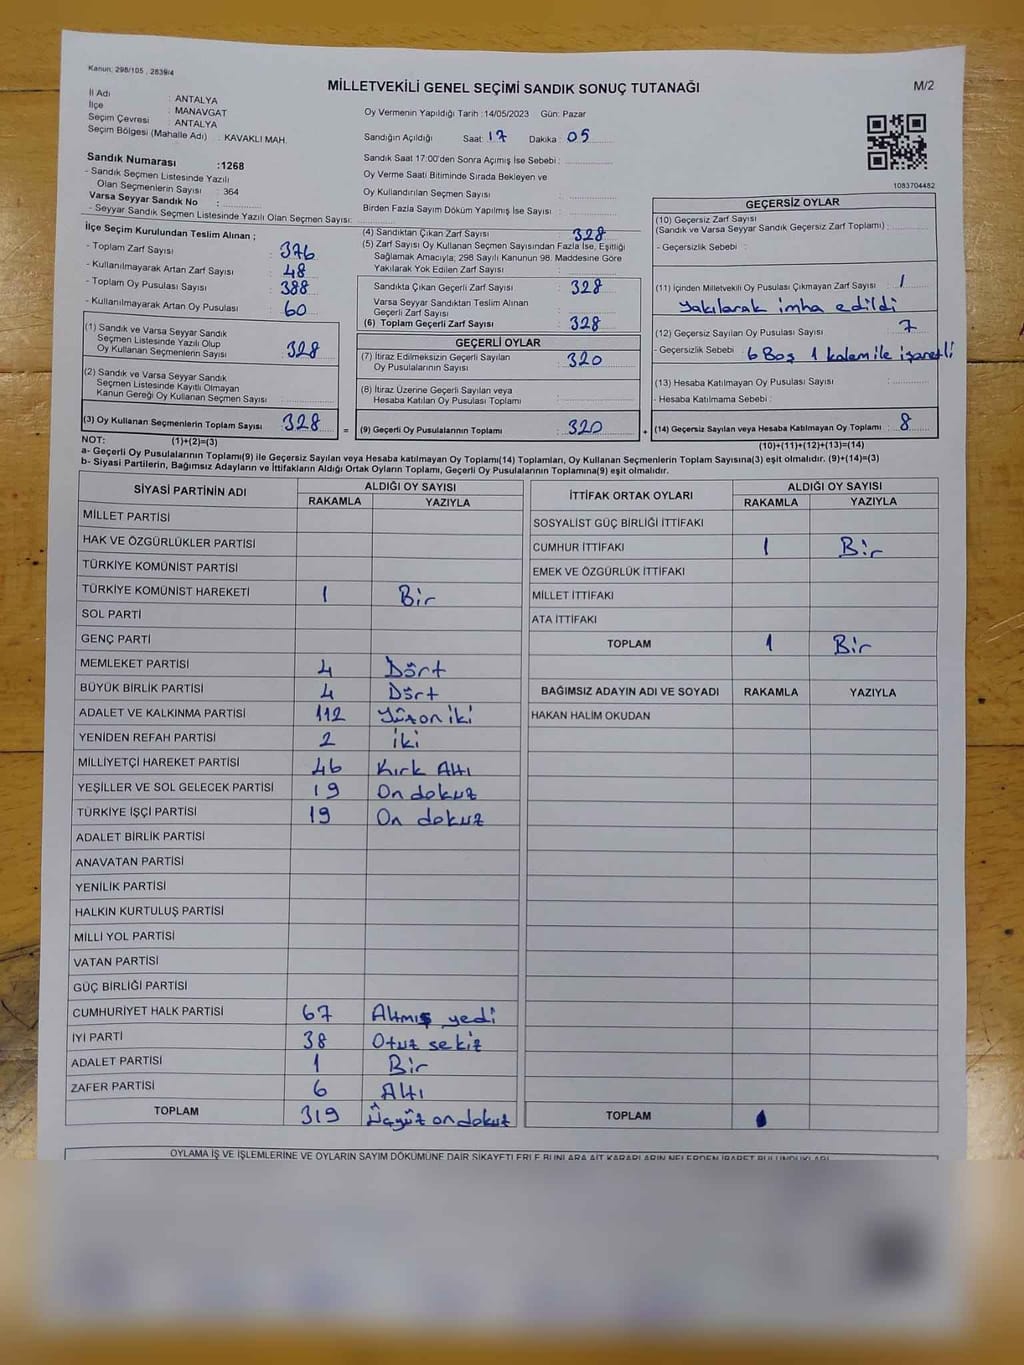 Kanun; 298/105 , 2839/4
MİLLETVEKİLİ GENEL SEÇİMİ SANDIK SONUÇ TUTANAĞI
M/2
İl Adı : ANTALYA
İlçe : MANAVGAT
Seçim Çevresi : ANTALYA
Seçim Bölgesi (Mahalle Adı) : KAVAKLI MAH.
Oy Vermenin Yapıldığı Tarih :14/05/2023 Gün: Pazar
Sandığın Açıldığı Saat: 17 Dakika : 05
Sandık Numarası :1268
- Sandık Seçmen Listesinde Yazılı
Olan Seçmenlerin Sayısı : 364
Varsa Seyyar Sandık No :
- Seyyar Sandık Seçmen Listesinde Yazılı Olan Seçmen Sayısı:
Sandık Saat 17:00'den Sonra Açımış İse Sebebi :
Oy Verme Saati Bitiminde Sırada Bekleyen ve
Oy Kullandırılan Seçmen Sayısı :
Birden Fazla Sayım Döküm Yapılmış İse Sayısı :
1083704482
İlçe Seçim Kurulundan Teslim Alınan ;
- Toplam Zarf Sayısı : 376
- Kullanılmayarak Artan Zarf Sayısı : 48
- Toplam Oy Pusulası Sayısı : 388
- Kullanılmayarak Artan Oy Pusulası : 60
(1) Sandık ve Varsa Seyyar Sandık
Seçmen Listesinde Yazılı Olup
Oy Kullanan Seçmenlerin Sayısı : 328
(2) Sandık ve Varsa Seyyar Sandık
Seçmen Listesinde Kayıtlı Olmayan
Kanun Gereği Oy Kullanan Seçmen Sayısı :
(3) Oy Kullanan Seçmenlerin Toplam Sayısı : 328
(4) Sandıktan Çıkan Zarf Sayısı : 328
(5) Zarf Sayısı Oy Kullanan Seçmen Sayısından Fazla İse, Eşitliği
Sağlamak Amacıyla; 298 Sayılı Kanunun 98. Maddesine Göre
Yakılarak Yok Edilen Zarf Sayısı :
Sandıkta Çıkan Geçerli Zarf Sayısı : 328
Varsa Seyyar Sandıktan Teslim Alınan
Geçerli Zarf Sayısı :
(6) Toplam Geçerli Zarf Sayısı : 328
GEÇERLİ OYLAR
(7) İtiraz Edilmeksizin Geçerli Sayılan
Oy Pusulalarının Sayısı : 320
(8) İtiraz Üzerine Geçerli Sayılan veya
Hesaba Katılan Oy Pusulası Toplamı :
= (9) Geçerli Oy Pusulalarının Toplamı : 320
GEÇERSİZ OYLAR
(10) Geçersiz Zarf Sayısı
(Sandık ve Varsa Seyyar Sandık Geçersiz Zarf Toplamı) :
- Geçersizlik Sebebi :
(11) İçinden Milletvekili Oy Pusulası Çıkmayan Zarf Sayısı : 1
Yakılarak imha edildi
(12) Geçersiz Sayılan Oy Pusulası Sayısı : 7
- Geçersizlik Sebebi : 6 Boş 1 kalem ile işaretli
(13) Hesaba Katılmayan Oy Pusulası Sayısı :
- Hesaba Katılmama Sebebi :
+ (14) Geçersiz Sayılan veya Hesaba Katılmayan Oy Toplamı : 8
NOT: (1)+(2)=(3)
(10)+(11)+(12)+(13)=(14)
a- Geçerli Oy Pusulalarının Toplamı(9) ile Geçersiz Sayılan veya Hesaba Katılmayan Oy Toplamı(14) Toplamları, Oy Kullanan Seçmenlerin Toplam Sayısına(3) eşit olmalıdır. (9)+(14)=(3)
b- Siyasi Partilerin, Bağımsız Adayların ve İttifakların Aldığı Ortak Oyların Toplamı, Geçerli Oy Pusulalarının Toplamına(9) eşit olmalıdır.
SİYASİ PARTİNİN ADI ALDIĞI OY SAYISI
RAKAMLA YAZIYLA
MİLLET PARTİSİ
HAK VE ÖZGÜRLÜKLER PARTİSİ
TÜRKİYE KOMÜNİST PARTİSİ
TÜRKİYE KOMÜNİST HAREKETİ 1 Bir
SOL PARTİ
GENÇ PARTİ
MEMLEKET PARTİSİ 4 Dört
BÜYÜK BİRLİK PARTİSİ 4 Dört
ADALET VE KALKINMA PARTİSİ 112 Yüz on iki
YENİDEN REFAH PARTİSİ 2 iki
MİLLİYETÇİ HAREKET PARTİSİ 46 Kırk Altı
YEŞİLLER VE SOL GELECEK PARTİSİ 19 On dokuz
TÜRKİYE İŞÇİ PARTİSİ 19 On dokuz
ADALET BİRLİK PARTİSİ
ANAVATAN PARTİSİ
YENİLİK PARTİSİ
HALKIN KURTULUŞ PARTİSİ
MİLLİ YOL PARTİSİ
VATAN PARTİSİ
GÜÇ BİRLİĞİ PARTİSİ
CUMHURİYET HALK PARTİSİ 67 Altmış yedi
İYİ PARTİ 38 Otuz sekiz
ADALET PARTİSİ 1 Bir
ZAFER PARTİSİ 6 Altı
TOPLAM 319 Üçyüz on dokuz
İTTİFAK ORTAK OYLARI ALDIĞI OY SAYISI
RAKAMLA YAZIYLA
SOSYALİST GÜÇ BİRLİĞİ İTTİFAKI
CUMHUR İTTİFAKI 1 Bir
EMEK VE ÖZGÜRLÜK İTTİFAKI
MİLLET İTTİFAKI
ATA İTTİFAKI
TOPLAM 1 Bir
BAĞIMSIZ ADAYIN ADI VE SOYADI RAKAMLA YAZIYLA
HAKAN HALİM OKUDAN
TOPLAM
OYLAMA İŞ VE İŞLEMLERİNE VE OYLARIN SAYIM DÖKÜMÜNE DAİR ŞİKAYETLERLE BUNLARA AİT KARARLARIN NELERDEN İBARET BULUNDUKLARI